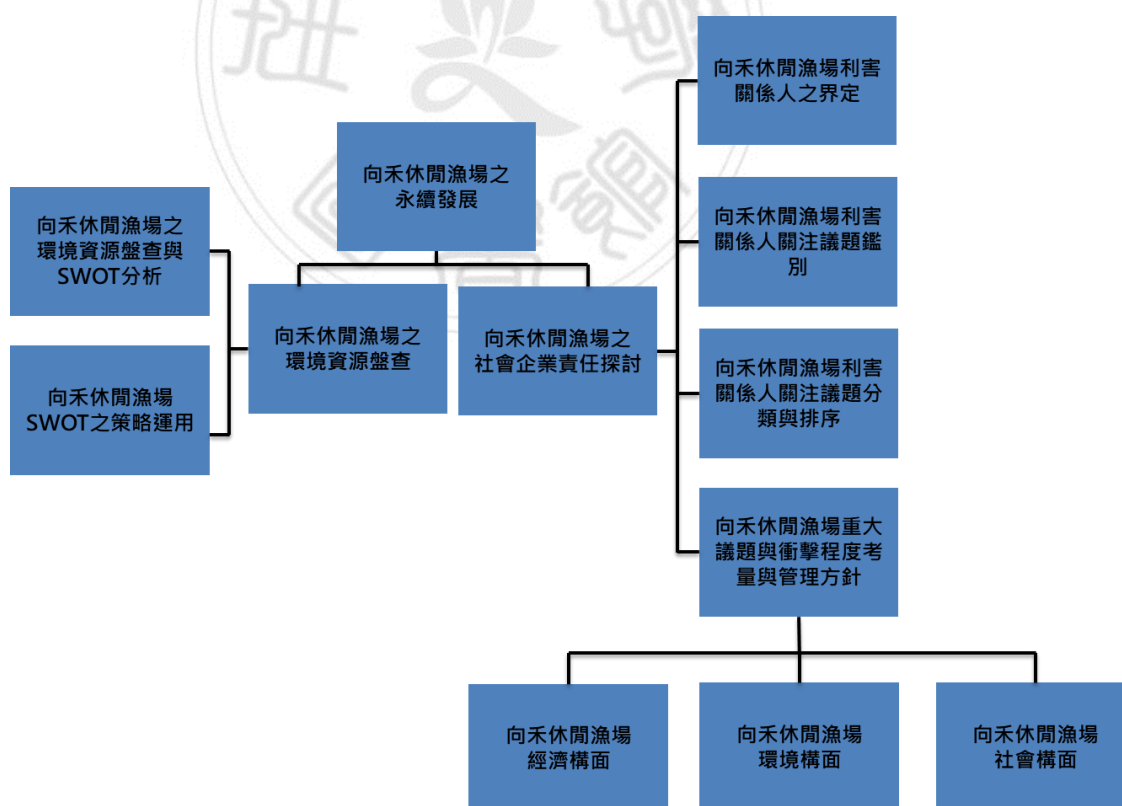 向禾休閒漁場之
永續發展
向禾休閒漁場之
環境資源盤查與
SWOT分析
向禾休閒漁場
SWOT之策略運用
向禾休閒漁場之
環境資源盤查
向禾休閒漁場之
社會企業責任探討
向禾休閒漁場利害
關係人之界定
向禾休閒漁場利害
關係人關注議題鑑
別
向禾休閒漁場利害
關係人關注議題分
類與排序
向禾休閒漁場重大
議題與衝擊程度考
量與管理方針
向禾休閒漁場
經濟構面
向禾休閒漁場
環境構面
向禾休閒漁場
社會構面